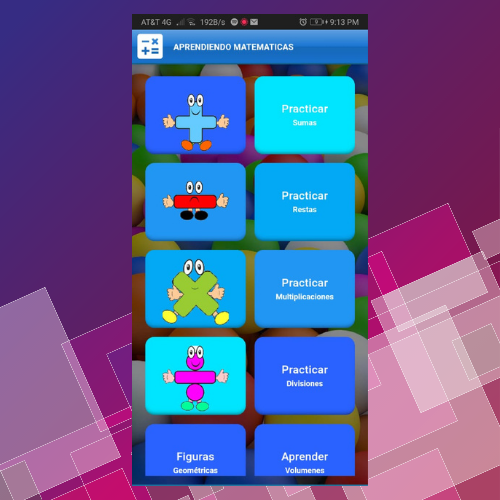 AT&T 4G 192B/s 9:13 PM
APRENDIENDO MATEMATICAS
Practicar
Sumas
Practicar
Restas
Practicar
Multiplicaciones
Practicar
Divisiones
Figuras
Geométricas
Aprender
Volumenes